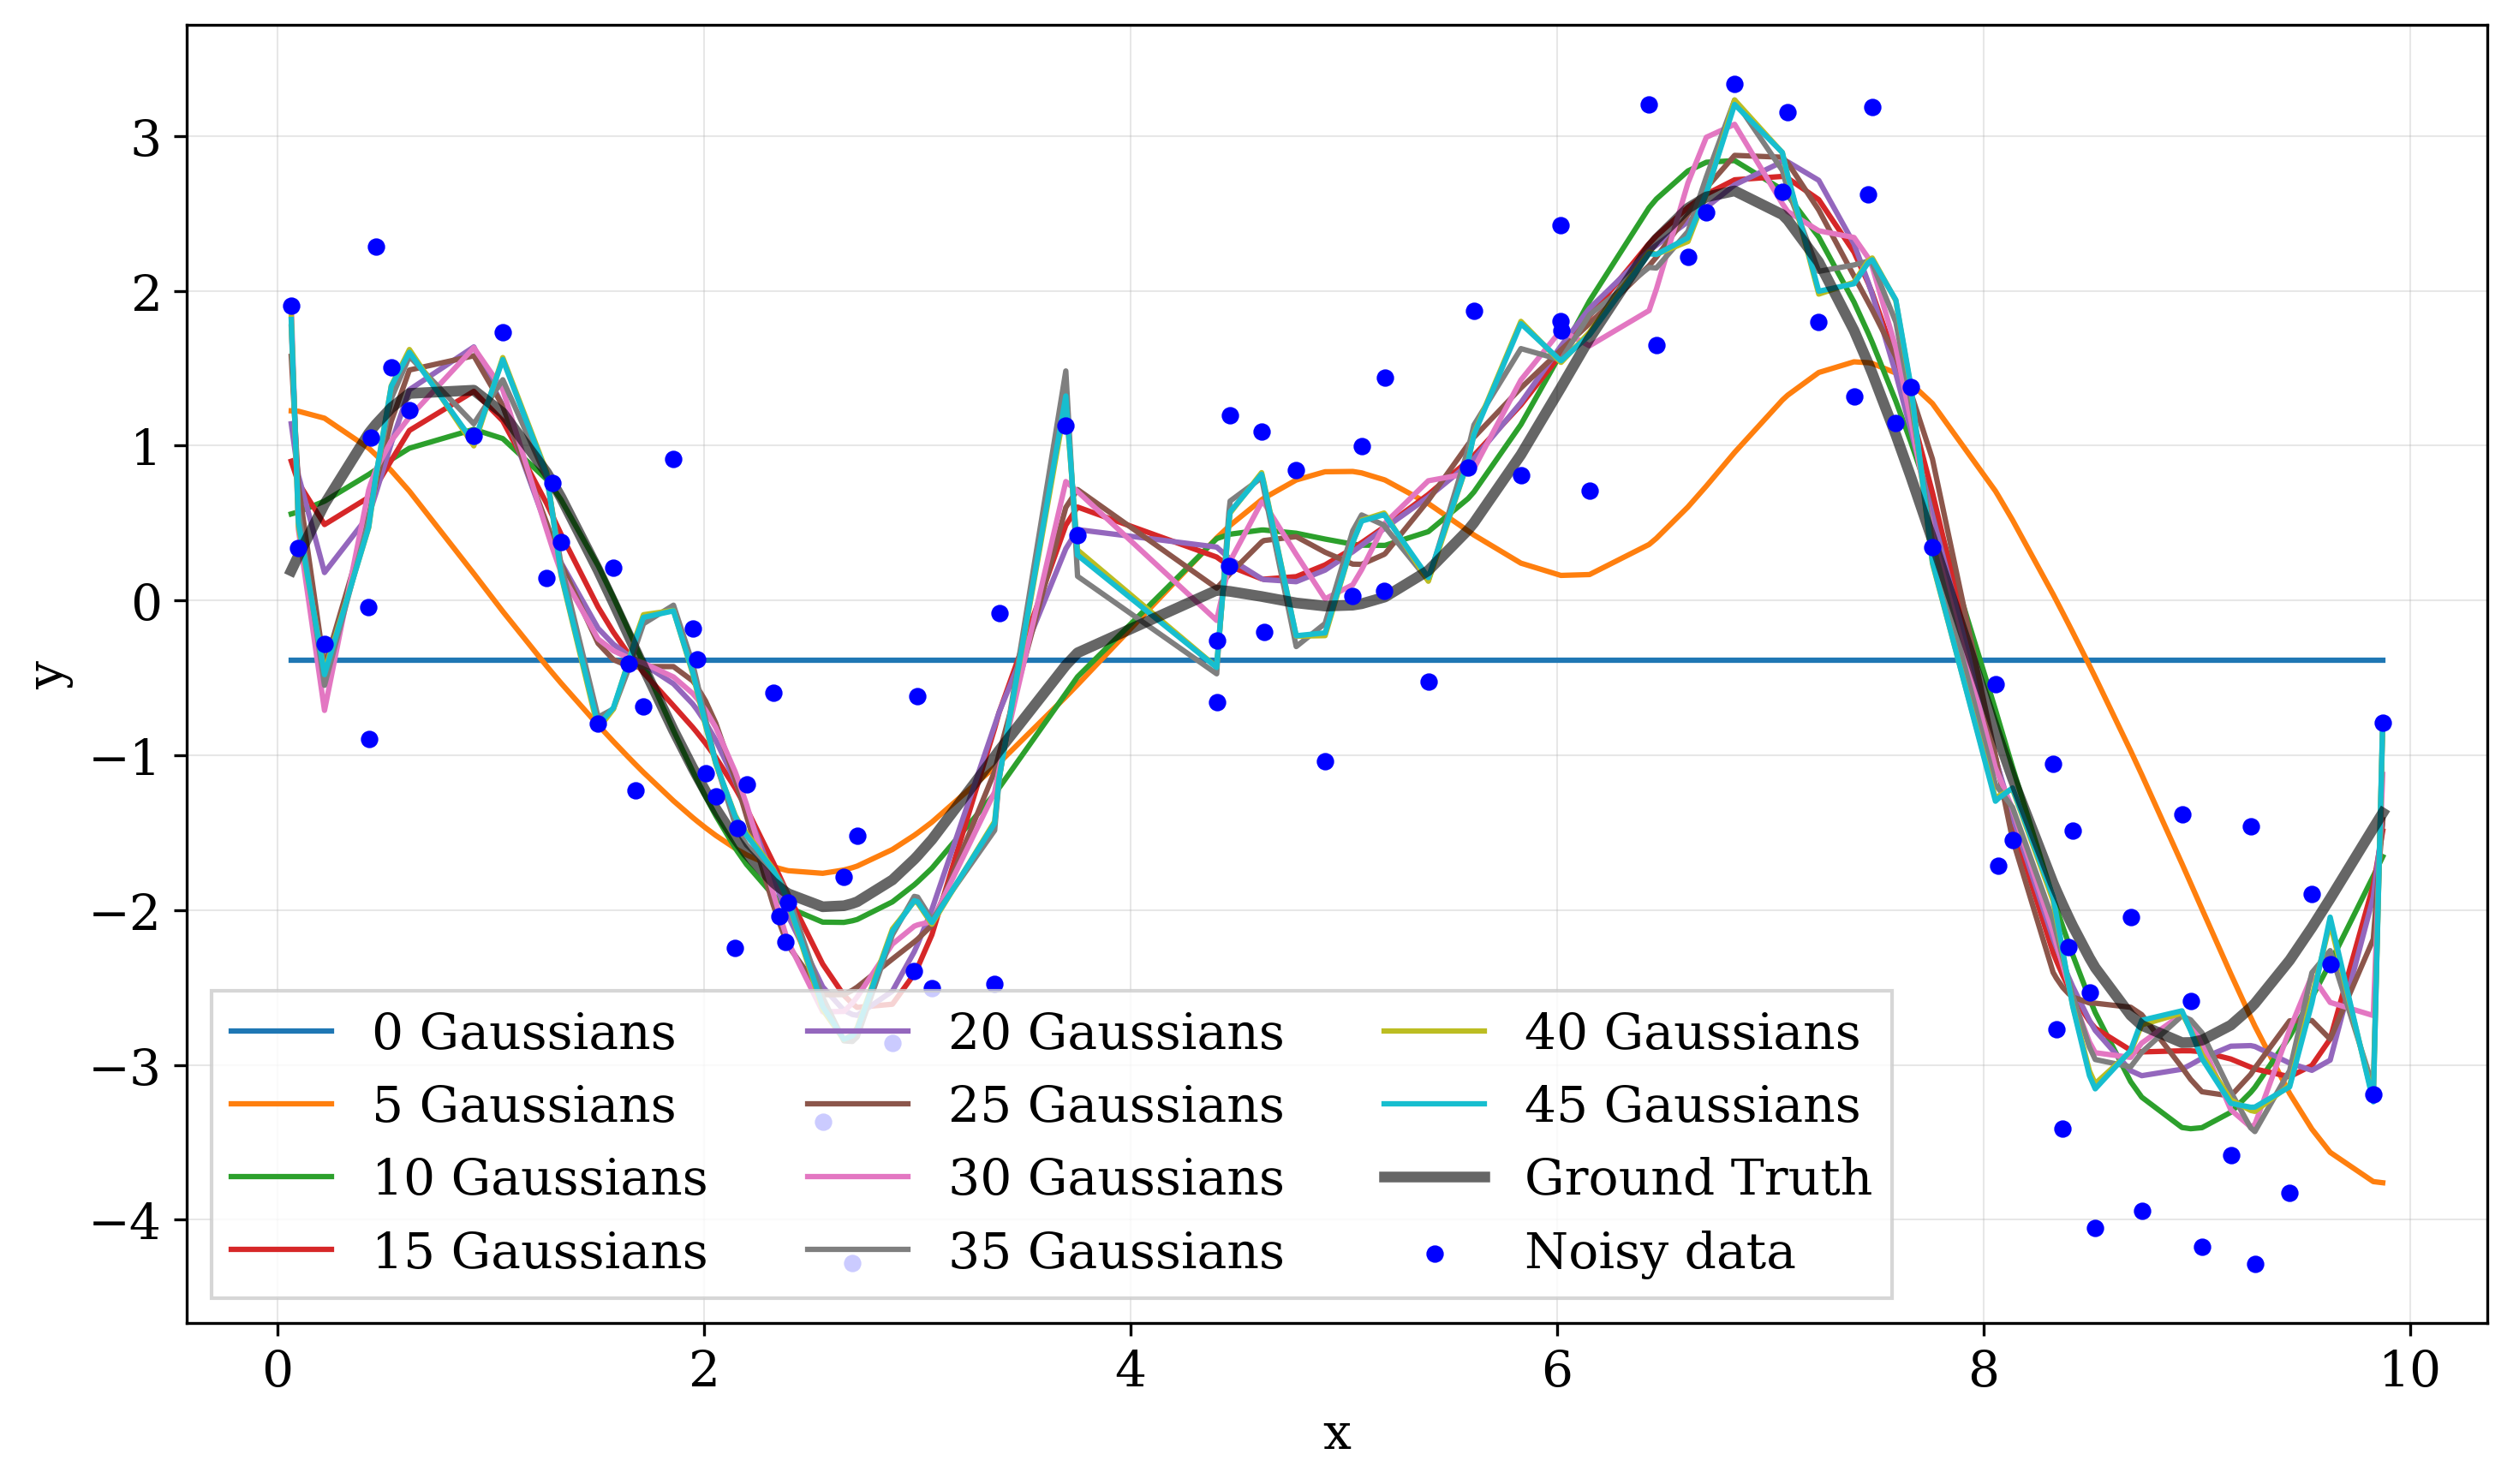 3
2
1
0
−1
−2
−3
−4
y
0 Gaussians
5 Gaussians
10 Gaussians
15 Gaussians
20 Gaussians
25 Gaussians
30 Gaussians
35 Gaussians
40 Gaussians
45 Gaussians
Ground Truth
Noisy data
0
2
4
6
8
10
x